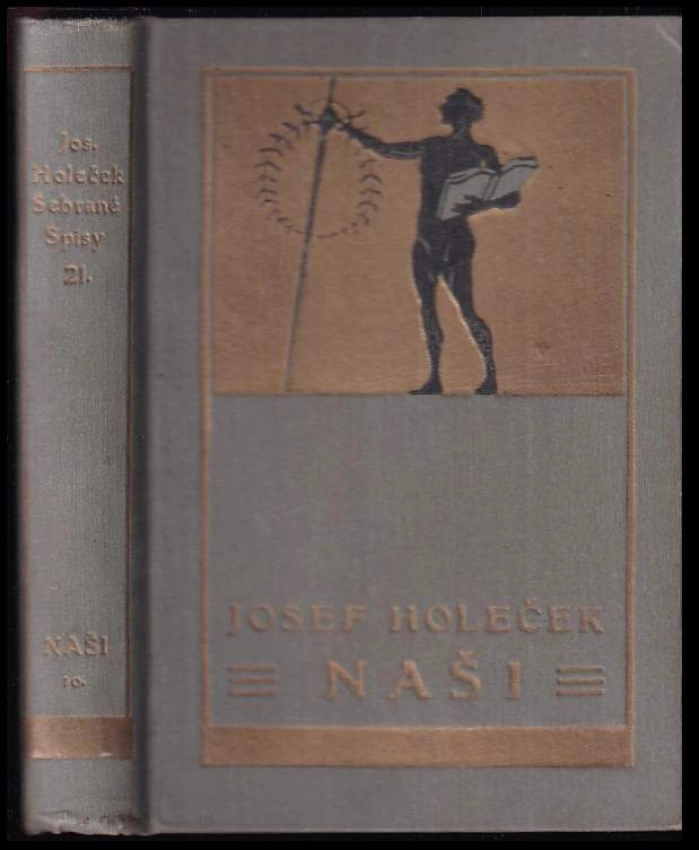 Jos.
Holeček
Sebrané
Spisy
21.
NAŠI
10.
JOSEF HOLEČEK
NAŠI